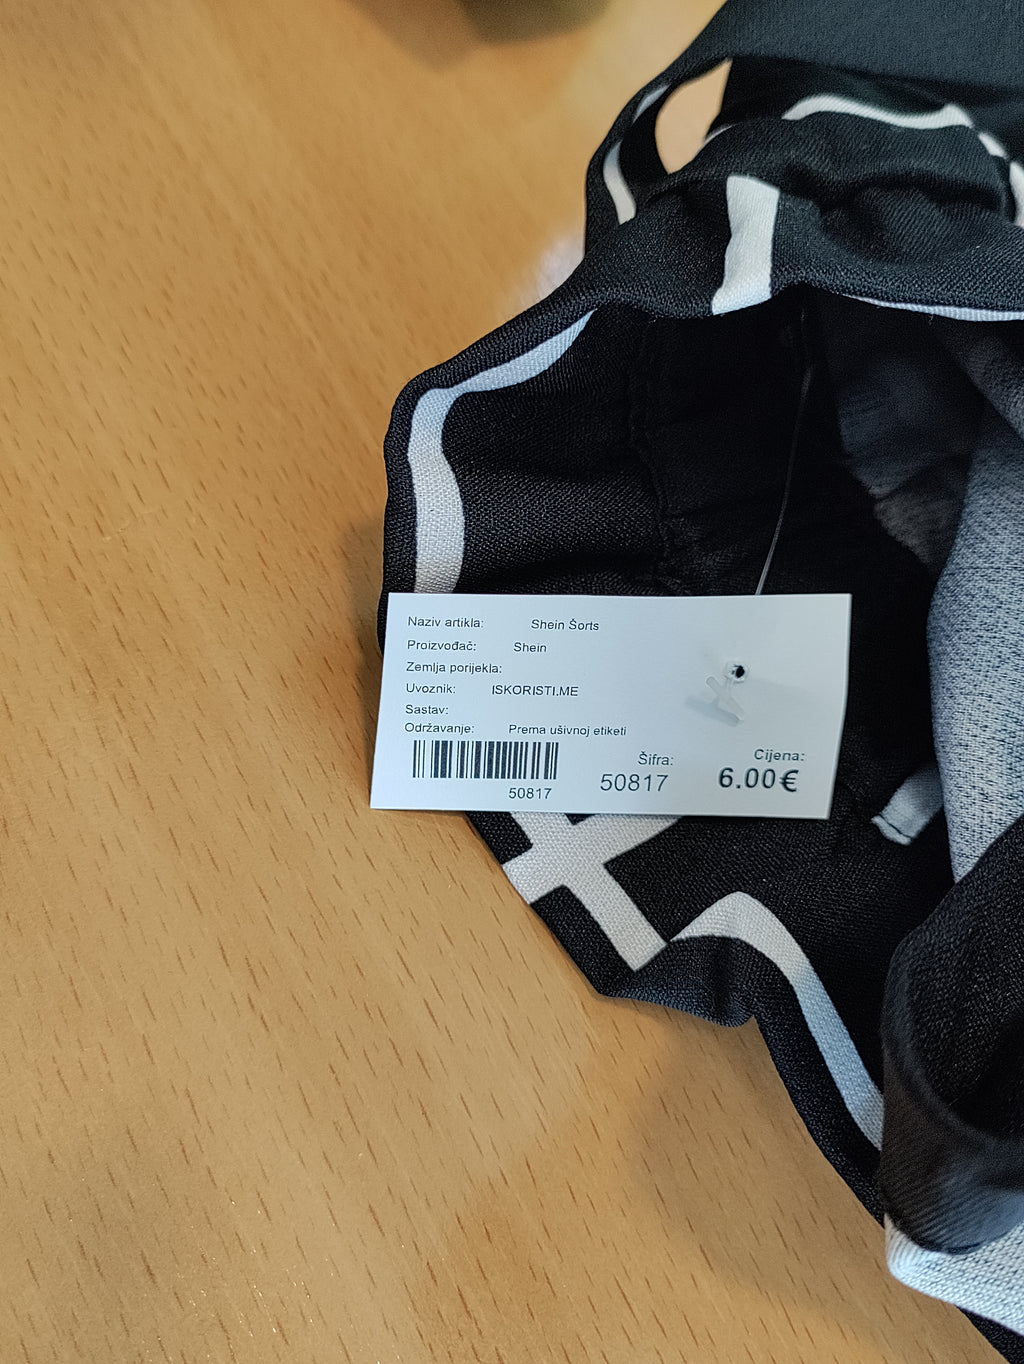 Naziv artikla: Shein Šorts
Proizvođač: Shein
Zemlja porijekla:
Uvoznik: ISKORISTI.ME
Sastav:
Održavanje: Prema ušivnoj etiketi
50817
Šifra:
50817
Cijena:
6.00€